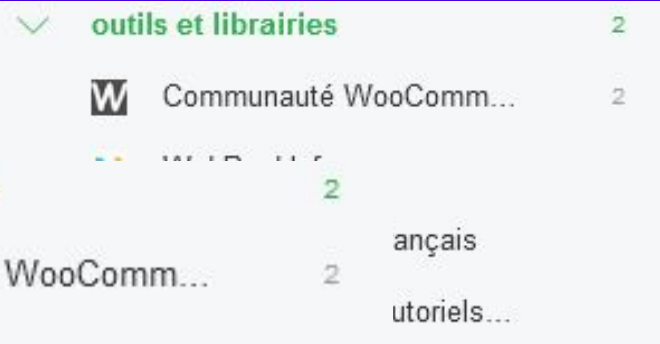 outils et librairies 2
W Communauté WooComm... 2
2
ançais
WooComm... 2
utoriels...